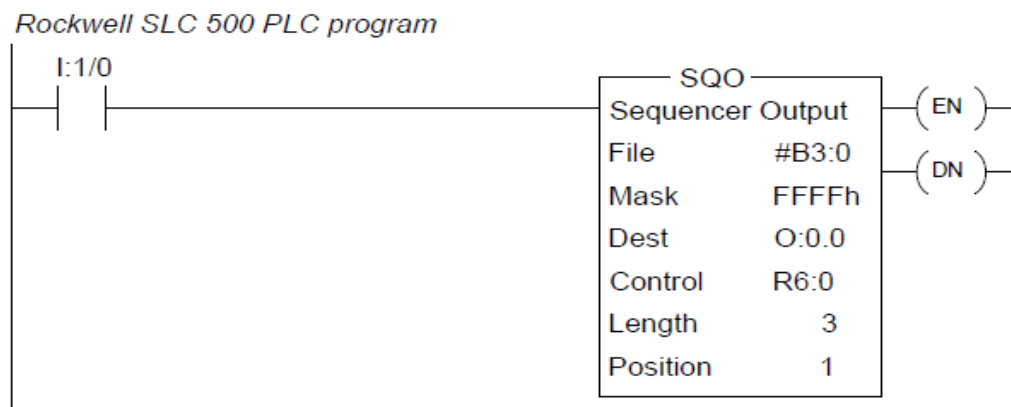 Rockwell SLC 500 PLC program
I:1/0
SQO
Sequencer Output
EN
File #B3:0
DN
Mask FFFFh
Dest O:0.0
Control R6:0
Length 3
Position 1